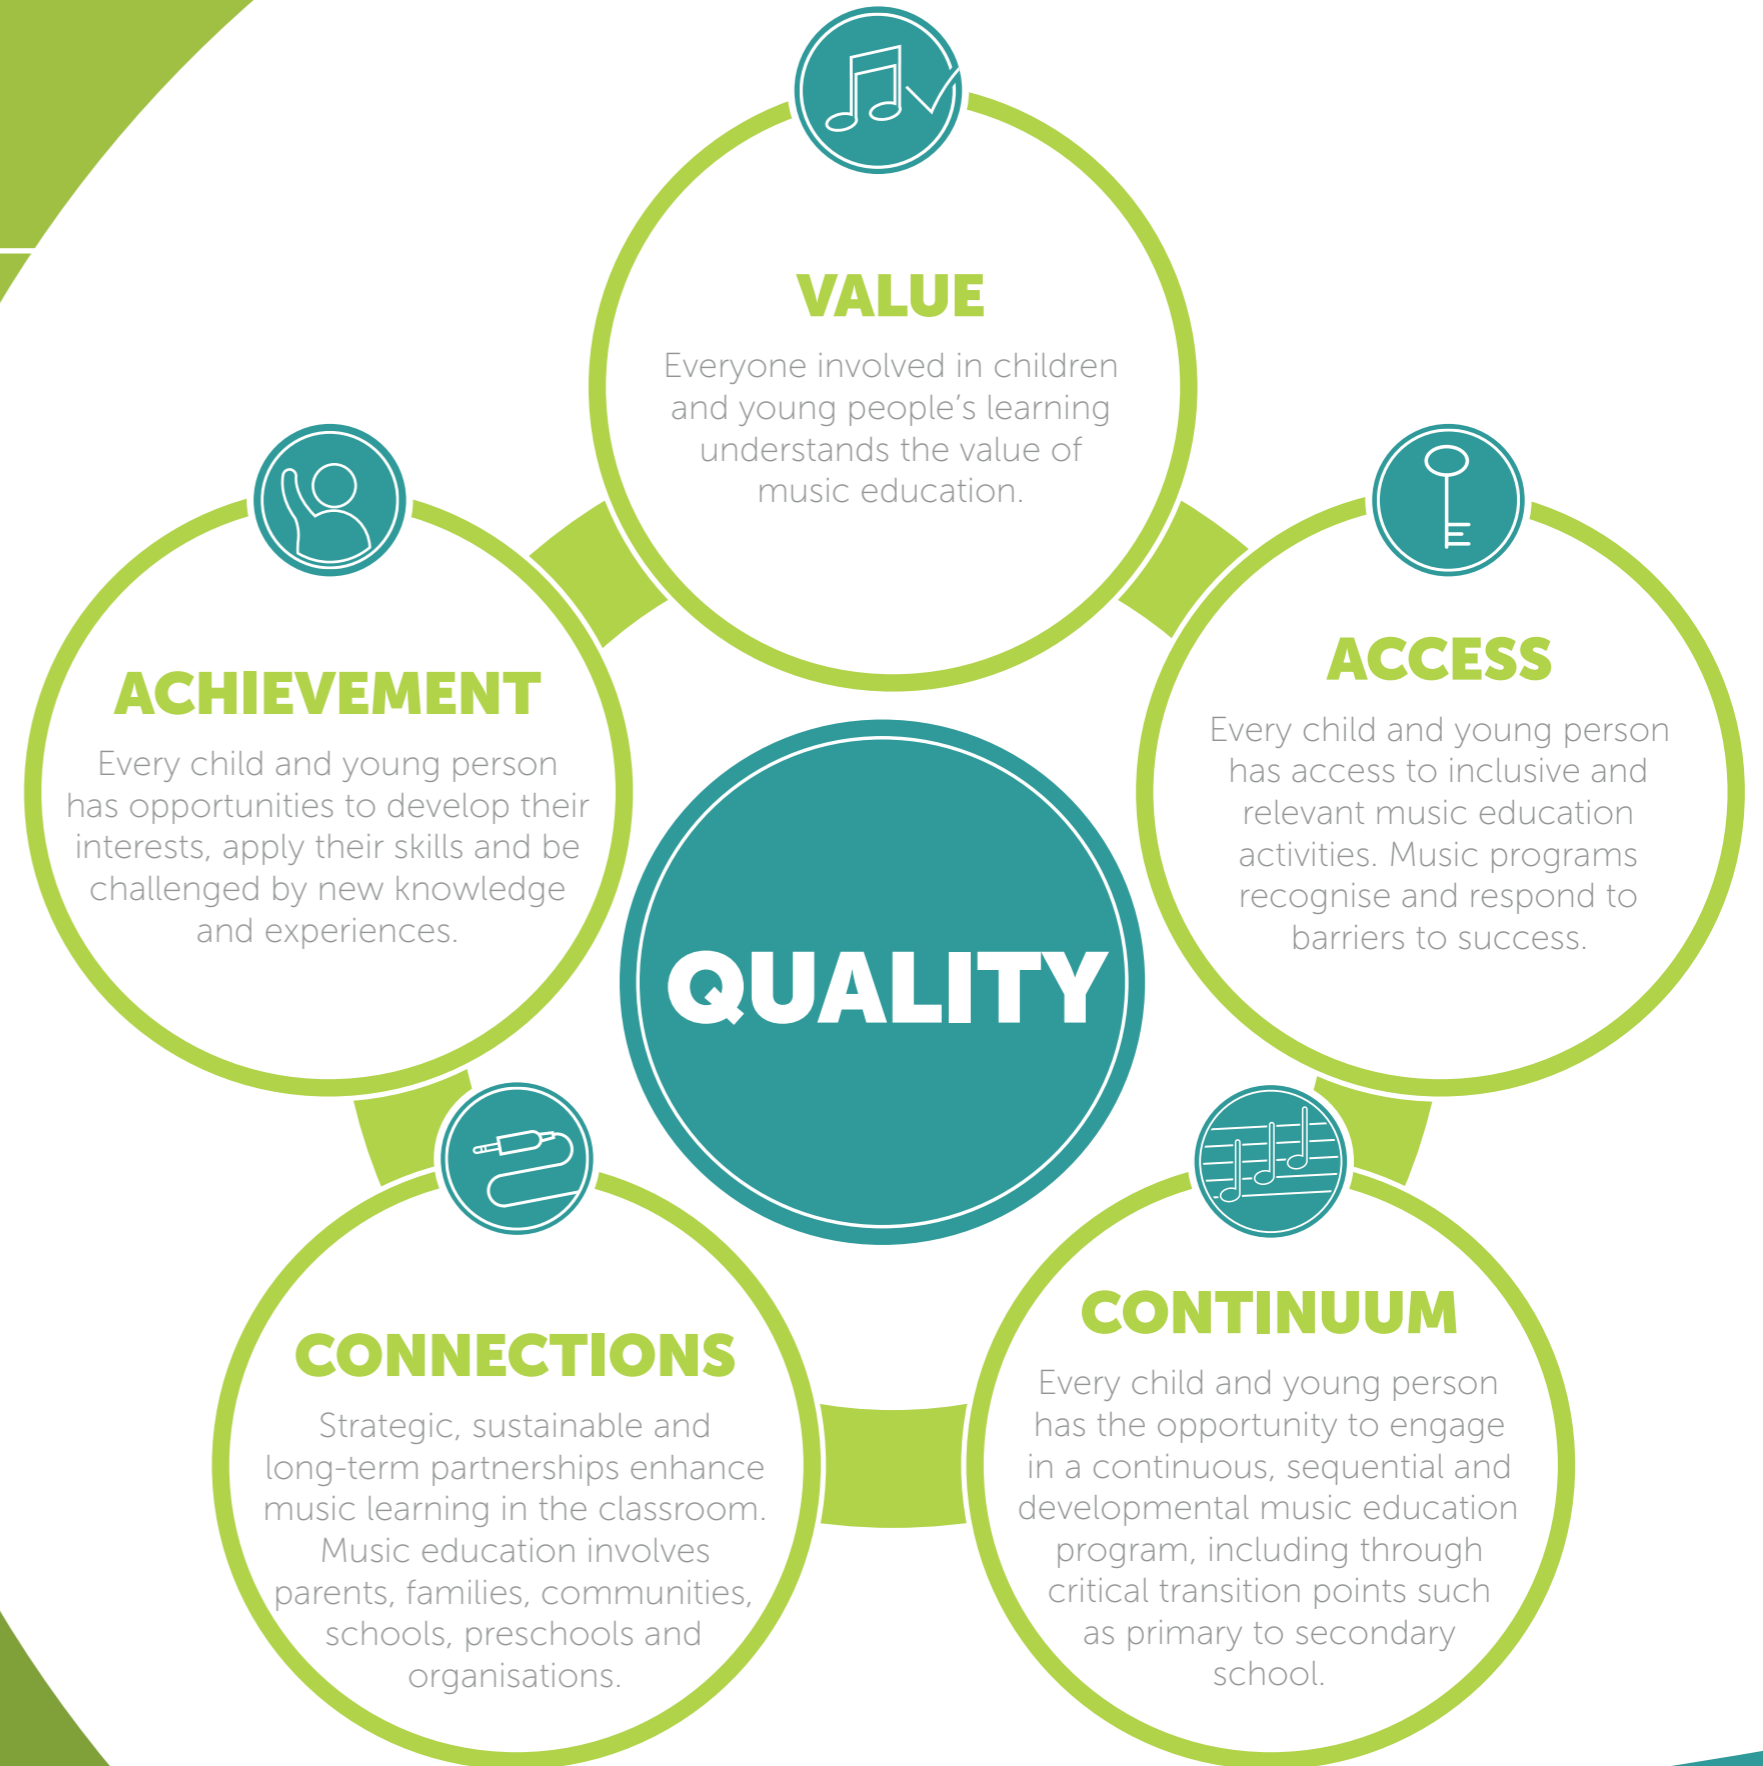 VALUE
Everyone involved in children
and young people’s learning
understands the value of
music education.
ACHIEVEMENT
Every child and young person
has opportunities to develop their
interests, apply their skills and be
challenged by new knowledge
and experiences.
ACCESS
Every child and young person
has access to inclusive and
relevant music education
activities. Music programs
recognise and respond to
barriers to success.
QUALITY
CONNECTIONS
Strategic, sustainable and
long-term partnerships enhance
music learning in the classroom.
Music education involves
parents, families, communities,
schools, preschools and
organisations.
CONTINUUM
Every child and young person
has the opportunity to engage
in a continuous, sequential and
developmental music education
program, including through
critical transition points such
as primary to secondary
school.